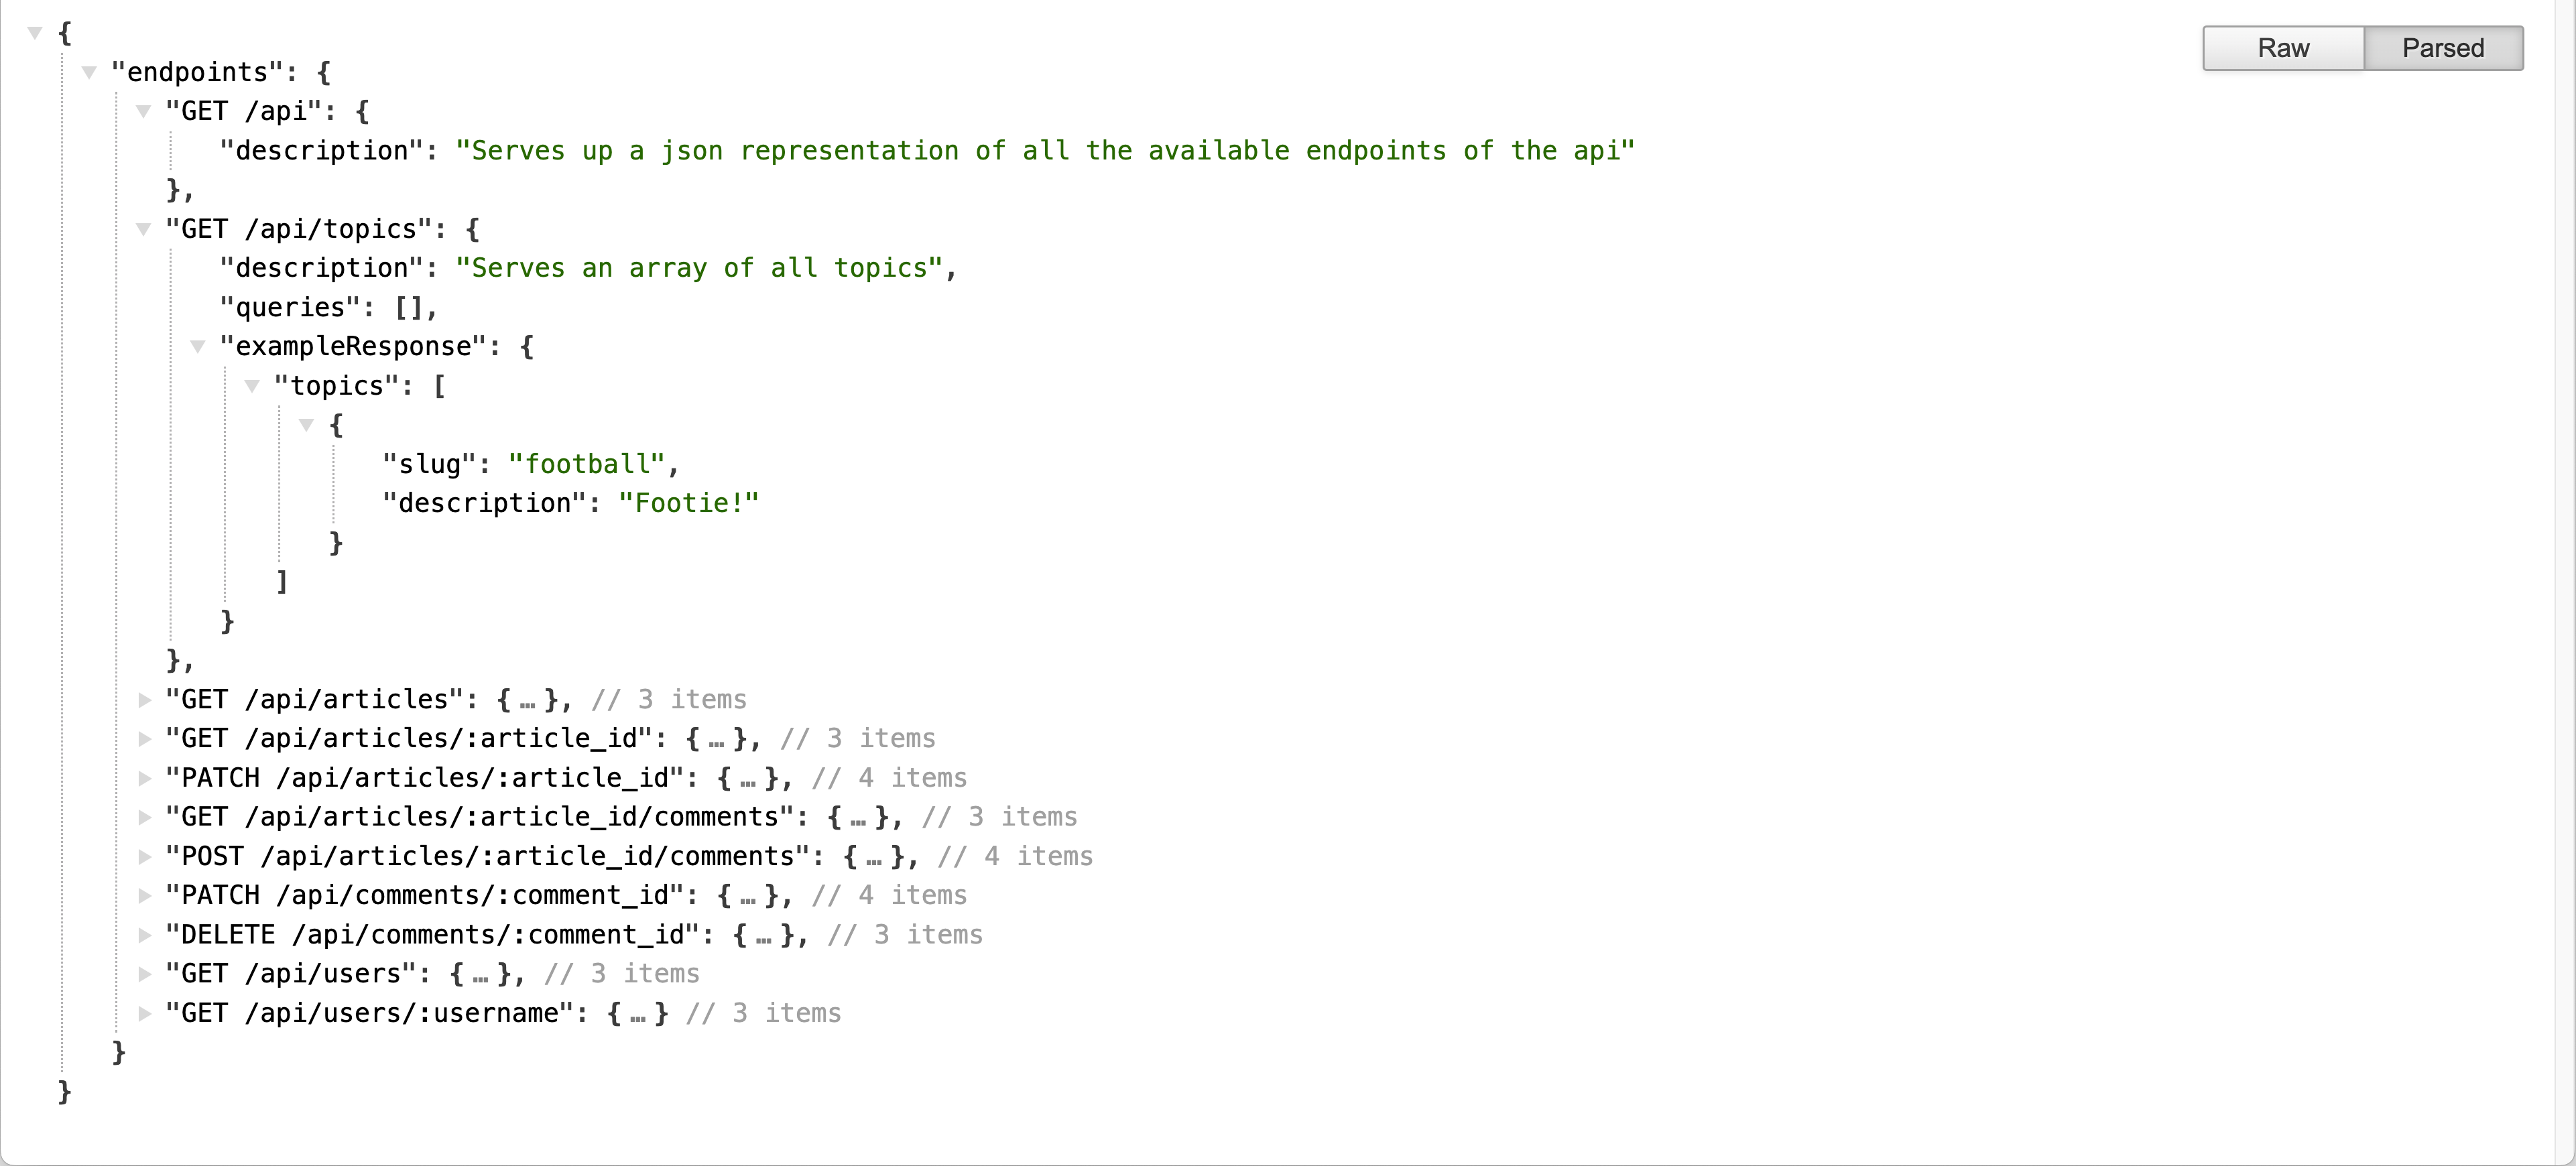 {
Raw Parsed
"endpoints": {
"GET /api": {
"description": "Serves up a json representation of all the available endpoints of the api"
},
"GET /api/topics": {
"description": "Serves an array of all topics",
"queries": [],
"exampleResponse": {
"topics": [
{
"slug": "football",
"description": "Footie!"
}
]
}
},
"GET /api/articles": {…}, // 3 items
"GET /api/articles/:article_id": {…}, // 3 items
"PATCH /api/articles/:article_id": {…}, // 4 items
"GET /api/articles/:article_id/comments": {…}, // 3 items
"POST /api/articles/:article_id/comments": {…}, // 4 items
"PATCH /api/comments/:comment_id": {…}, // 4 items
"DELETE /api/comments/:comment_id": {…}, // 3 items
"GET /api/users": {…}, // 3 items
"GET /api/users/:username": {…} // 3 items
}
}